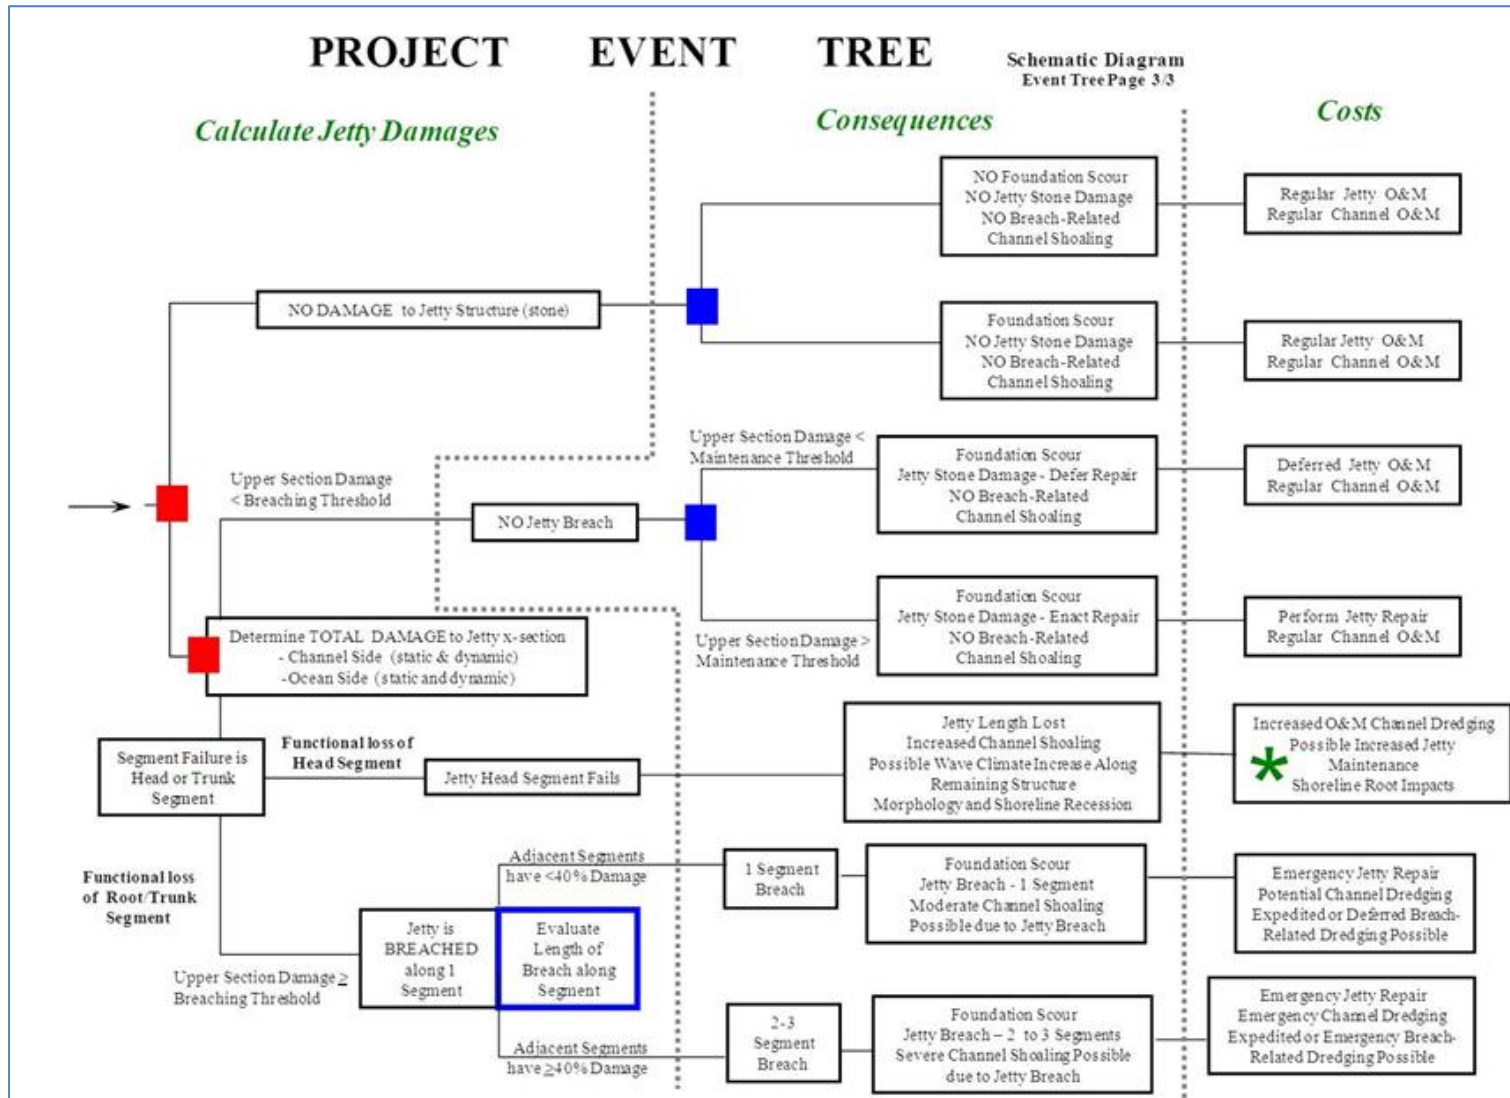 PROJECT EVENT TREE
Schematic Diagram
Event Tree Page 3/3
Calculate Jetty Damages
Consequences
Costs
NO Foundation Scour
NO Jetty Stone Damage
NO Breach-Related
Channel Shoaling
Regular Jetty O&M
Regular Channel O&M
NO DAMAGE to Jetty Structure (stone)
Foundation Scour
NO Jetty Stone Damage
NO Breach-Related
Channel Shoaling
Regular Jetty O&M
Regular Channel O&M
Upper Section Damage
< Breaching Threshold
NO Jetty Breach
Upper Section Damage <
Maintenance Threshold
Foundation Scour
Jetty Stone Damage - Defer Repair
NO Breach-Related
Channel Shoaling
Deferred Jetty O&M
Regular Channel O&M
Upper Section Damage >
Maintenance Threshold
Foundation Scour
Jetty Stone Damage - Enact Repair
NO Breach-Related
Channel Shoaling
Perform Jetty Repair
Regular Channel O&M
Determine TOTAL DAMAGE to Jetty x-section
- Channel Side (static & dynamic)
-Ocean Side (static and dynamic)
Segment Failure is
Head or Trunk
Segment
Functional loss of
Head Segment
Jetty Head Segment Fails
Jetty Length Lost
Increased Channel Shoaling
Possible Wave Climate Increase Along
Remaining Structure
Morphology and Shoreline Recession
Increased O&M Channel Dredging
Possible Increased Jetty
Maintenance
Shoreline Root Impacts
*
Functional loss
of Root/Trunk
Segment
Upper Section Damage ≥
Breaching Threshold
Jetty is
BREACHED
along 1
Segment
Evaluate
Length of
Breach along
Segment
Adjacent Segments
have <40% Damage
1 Segment
Breach
Foundation Scour
Jetty Breach - 1 Segment
Moderate Channel Shoaling
Possible due to Jetty Breach
Emergency Jetty Repair
Potential Channel Dredging
Expedited or Deferred Breach-
Related Dredging Possible
Adjacent Segments
have ≥40% Damage
2-3
Segment
Breach
Foundation Scour
Jetty Breach – 2 to 3 Segments
Severe Channel Shoaling Possible
due to Jetty Breach
Emergency Jetty Repair
Emergency Channel Dredging
Expedited or Emergency Breach-
Related Dredging Possible